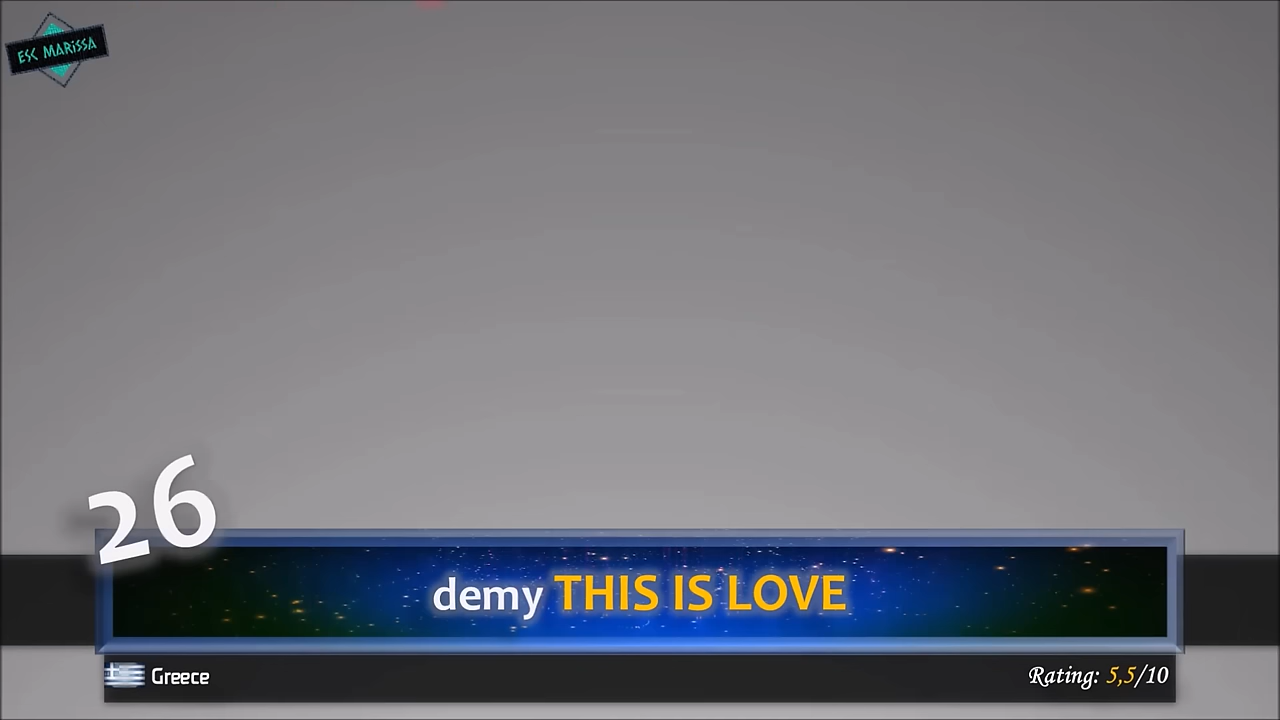 ESC MARISSA
26
demy THIS IS LOVE
Greece
Rating: 5,5/10